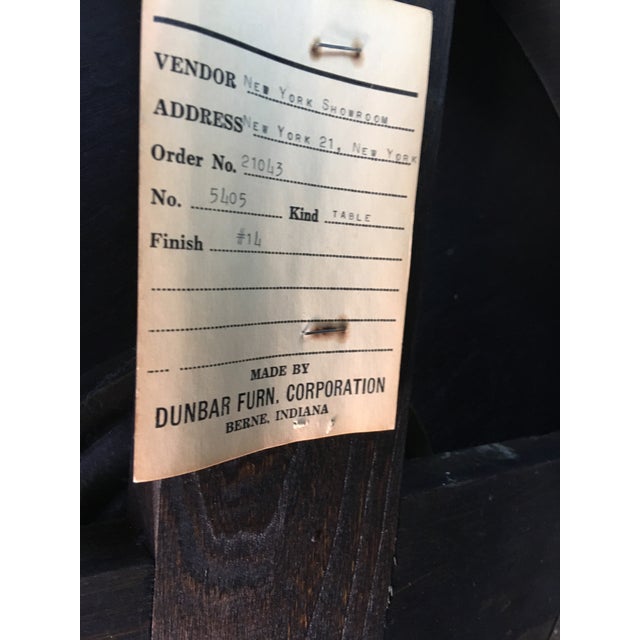 VENDOR New York Showroom
ADDRESS New York 21, New York
Order No. 21043
No. 5405 Kind TABLE
Finish #14
MADE BY
DUNBAR FURN. CORPORATION
BERNE, INDIANA